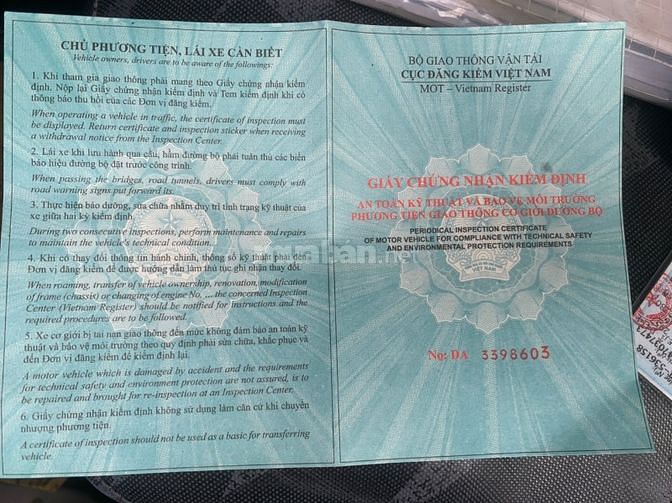 CHỦ PHƯƠNG TIỆN, LÁI XE CẦN BIẾT
Vehicle owners, drivers are to be aware of the followings:
1. Khi tham gia giao thông phải mang theo Giấy chứng nhận kiểm
định. Nộp lại Giấy chứng nhận kiểm định và Tem kiểm định khi có
thông báo thu hồi của các Đơn vị đăng kiểm.
When operating a vehicle in traffic, the certificate of inspection must
be displayed. Return certificate and inspection sticker when receiving
a withdrawal notice from the Inspection Center.
2. Lái xe khi lưu hành qua cầu, hầm đường bộ phải tuân thủ các biển
báo hiệu đường bộ đặt trước công trình.
When passing the bridges, road tunnels, drivers must comply with
road warning signs put forward its.
3. Thực hiện bảo dưỡng, sửa chữa nhằm duy trì tình trạng kỹ thuật của
xe giữa hai kỳ kiểm định.
During two consecutive inspections, perform maintenance and repairs
to maintain the vehicle's technical condition.
4. Khi có thay đổi thông tin hành chính, thông số kỹ thuật phải đến
Đơn vị đăng kiểm để được hướng dẫn làm thủ tục ghi nhận thay đổi.
When roaming, transfer of vehicle ownership, renovation, modification
of frame (chassis) or changing of engine No, ... the concerned Inspection
Center (Vietnam Register) should be notified for instructions and the
required procedures are to be followed.
5. Xe cơ giới bị tai nạn giao thông đến mức không đảm bảo an toàn kỹ
thuật và bảo vệ môi trường theo quy định phải sửa chữa, khắc phục và
đến Đơn vị đăng kiểm để kiểm định lại.
A motor vehicle which is damaged by accident and the requirements
for technical safety and environment protection are not assured, is to
be repaired and brought for re-inspection at an Inspection Center.
6. Giấy chứng nhận kiểm định không sử dụng làm căn cứ khi chuyển
nhượng phương tiện.
A certificate of inspection should not be used as a basic for transferring
vehicle.
BỘ GIAO THÔNG VẬN TẢI
CỤC ĐĂNG KIỂM VIỆT NAM
MOT – Vietnam Register
GIẤY CHỨNG NHẬN KIỂM ĐỊNH
AN TOÀN KỸ THUẬT VÀ BẢO VỆ MÔI TRƯỜNG
PHƯƠNG TIỆN GIAO THÔNG CƠ GIỚI ĐƯỜNG BỘ
PERIODICAL INSPECTION CERTIFICATE
OF MOTOR VEHICLE FOR COMPLIANCE WITH TECHNICAL SAFETY
AND ENVIRONMENTAL PROTECTION REQUIREMENTS
VIỆT NAM
No: DA 3398603